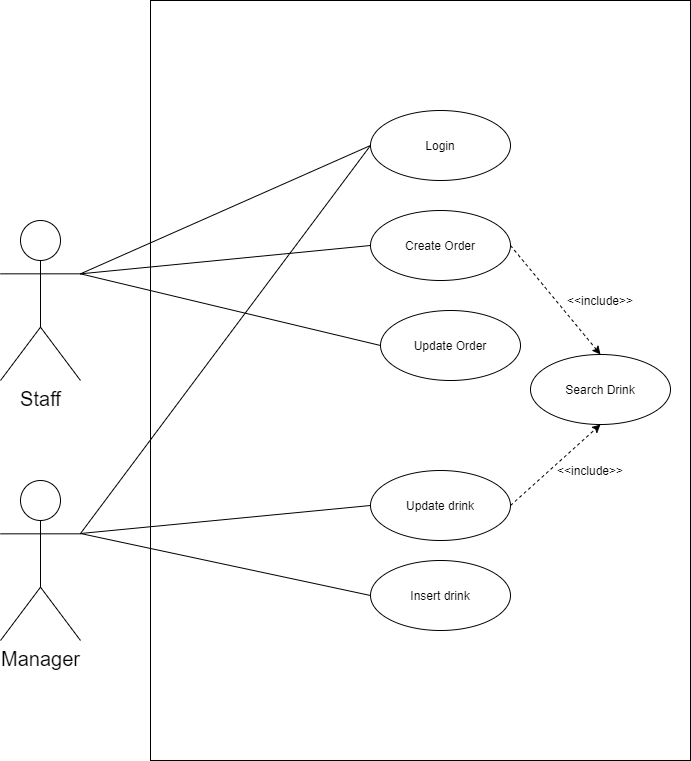 Login
Create Order
<<include>>
Update Order
Search Drink
Staff
<<include>>
Update drink
Insert drink
Manager